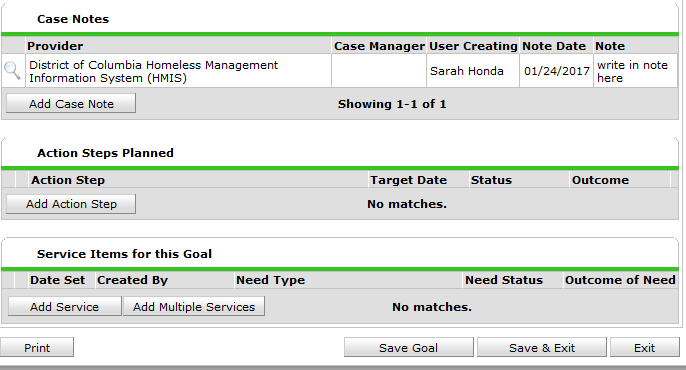 Case Notes
Provider Case Manager User Creating Note Date Note
District of Columbia Homeless Management Information System (HMIS) Sarah Honda 01/24/2017 write in note here
Add Case Note Showing 1-1 of 1
Action Steps Planned
Action Step Target Date Status Outcome
Add Action Step No matches.
Service Items for this Goal
Date Set Created By Need Type Need Status Outcome of Need
Add Service Add Multiple Services No matches.
Print Save Goal Save & Exit Exit